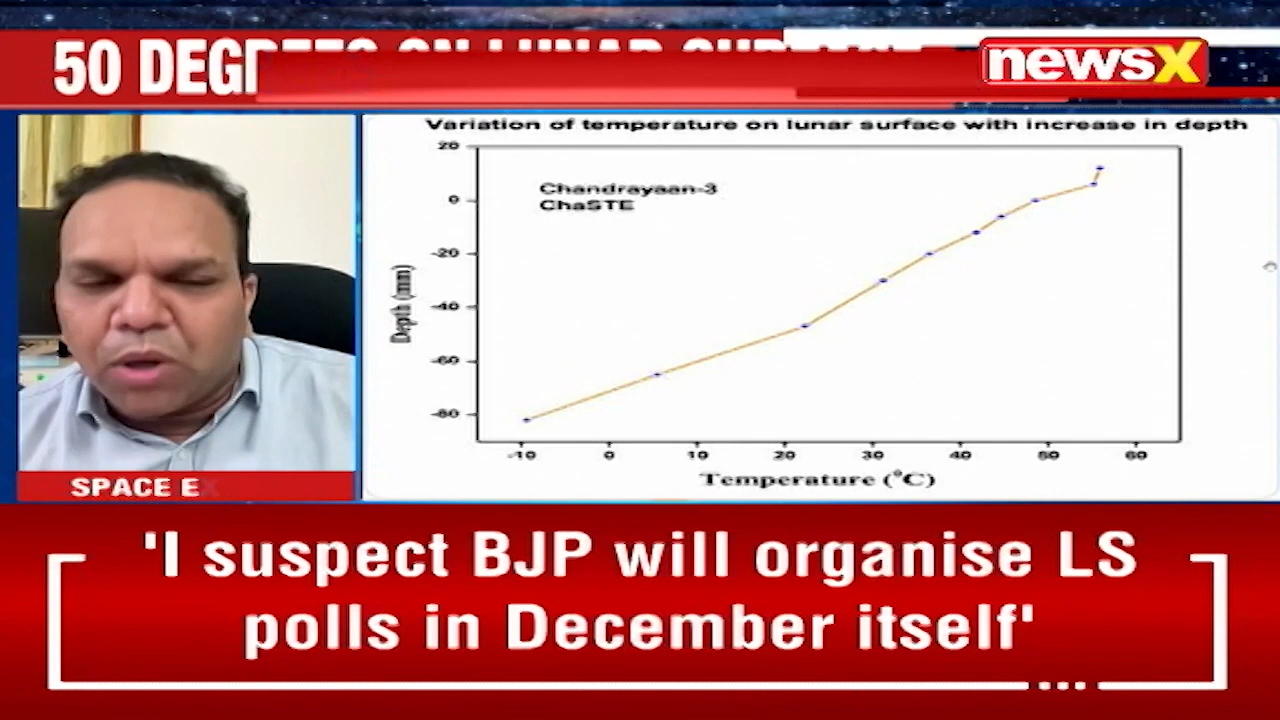 50 DEG
newsX
Variation of temperature on lunar surface with increase in depth
20
0
-20
-40
-60
-80
Depth (mm)
Chandrayaan-3
ChaSTE
-10 0 10 20 30 40 50 60
Temperature (⁰C)
SPACE E
'I suspect BJP will organise LS
polls in December itself'